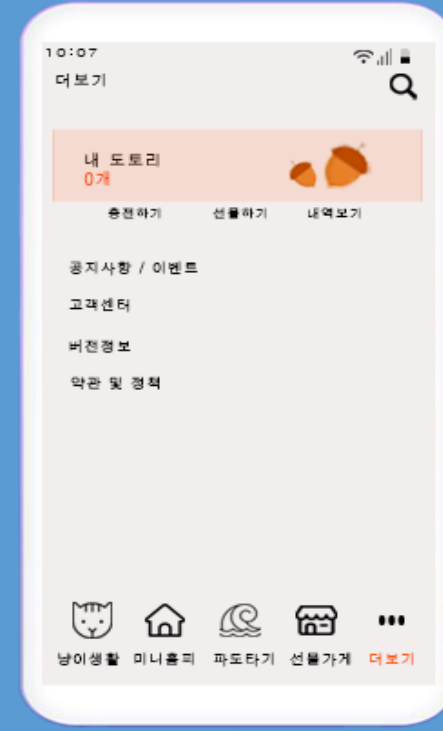 10:07
더보기
내 도토리
0개
충전하기 선물하기 내역보기
공지사항 / 이벤트
고객센터
버전정보
약관 및 정책
냥이생활 미니홈피 파도타기 선물가게 더보기